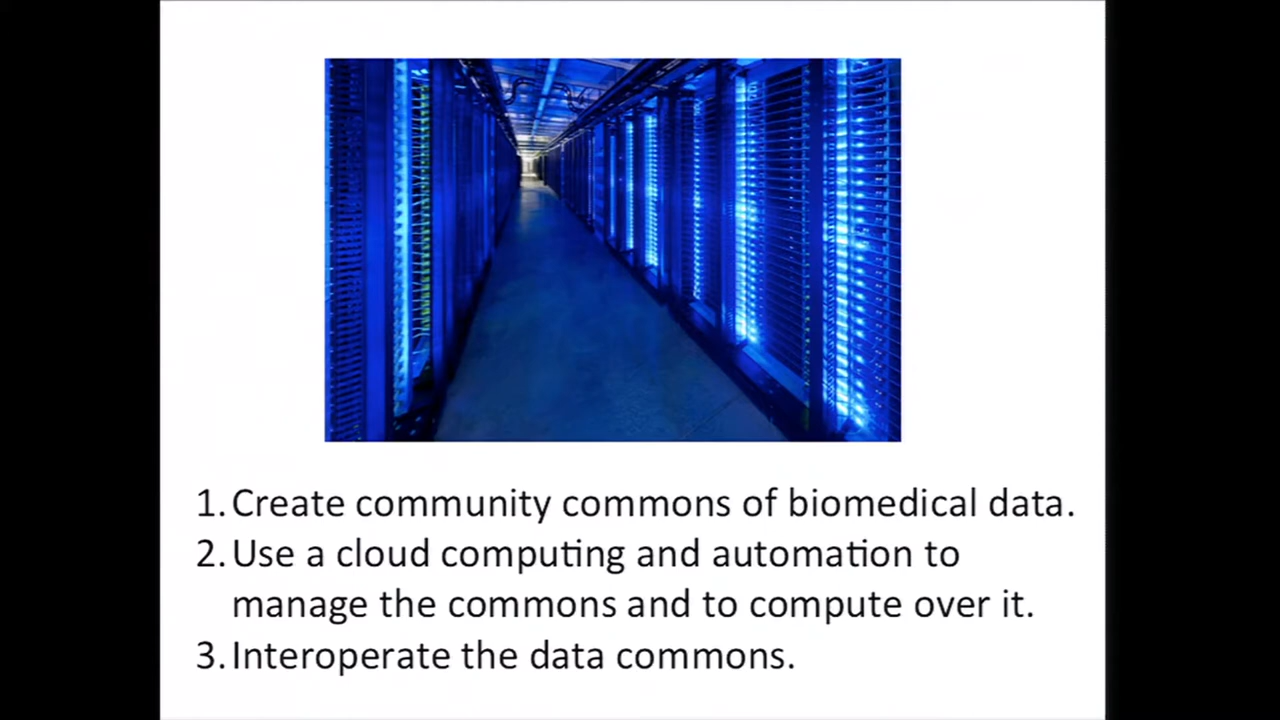 1. Create community commons of biomedical data.
2. Use a cloud computing and automation to
manage the commons and to compute over it.
3. Interoperate the data commons.